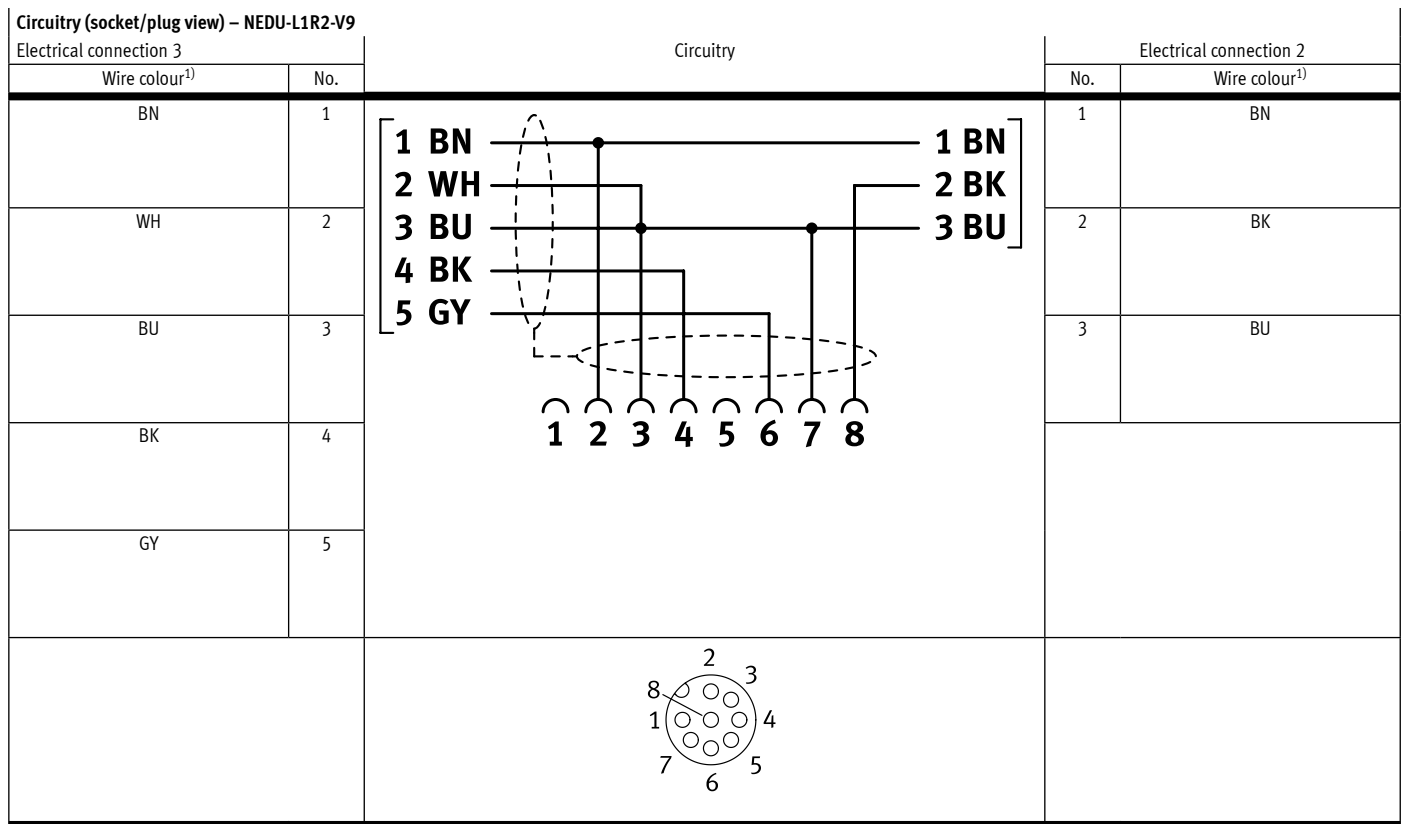 Circuitry (socket/plug view) – NEDU-L1R2-V9
Electrical connection 3 Circuitry Electrical connection 2
Wire colour1) No. No. Wire colour1)
BN 1 1 BN
WH 2 2 BK
BU 3 3 BU
BK 4
GY 5
1 BN 1 BN
2 WH 2 BK
3 BU 3 BU
4 BK
5 GY
1 2 3 4 5 6 7 8
2
3
8
1 4
7 5
6